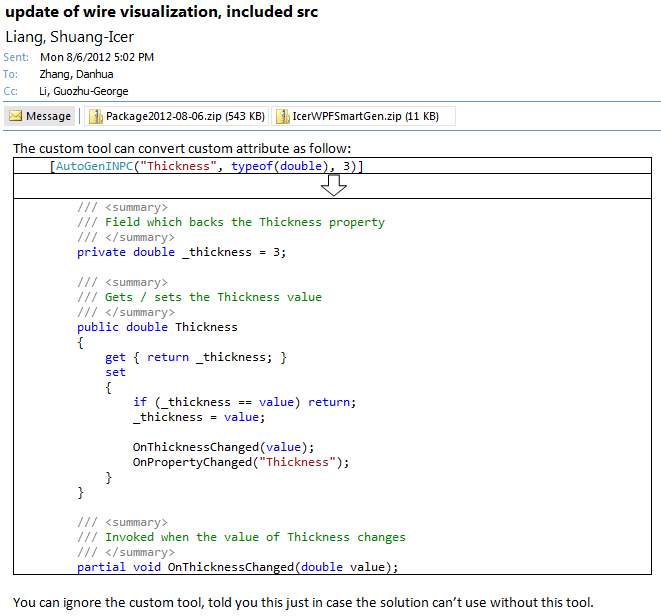 update of wire visualization, included src
Liang, Shuang-Icer
Sent: Mon 8/6/2012 5:02 PM
To: Zhang, Danhua
Cc: Li, Guozhu-George
Message Package2012-08-06.zip (543 KB) IcerWPFSmartGen.zip (11 KB)
The custom tool can convert custom attribute as follow:
[AutoGenINPC("Thickness", typeof(double), 3)]
/// <summary>
/// Field which backs the Thickness property
/// </summary>
private double _thickness = 3;
/// <summary>
/// Gets / sets the Thickness value
/// </summary>
public double Thickness
{
get { return _thickness; }
set
{
if (_thickness == value) return;
_thickness = value;
OnThicknessChanged(value);
OnPropertyChanged("Thickness");
}
}
/// <summary>
/// Invoked when the value of Thickness changes
/// </summary>
partial void OnThicknessChanged(double value);
You can ignore the custom tool, told you this just in case the solution can't use without this tool.